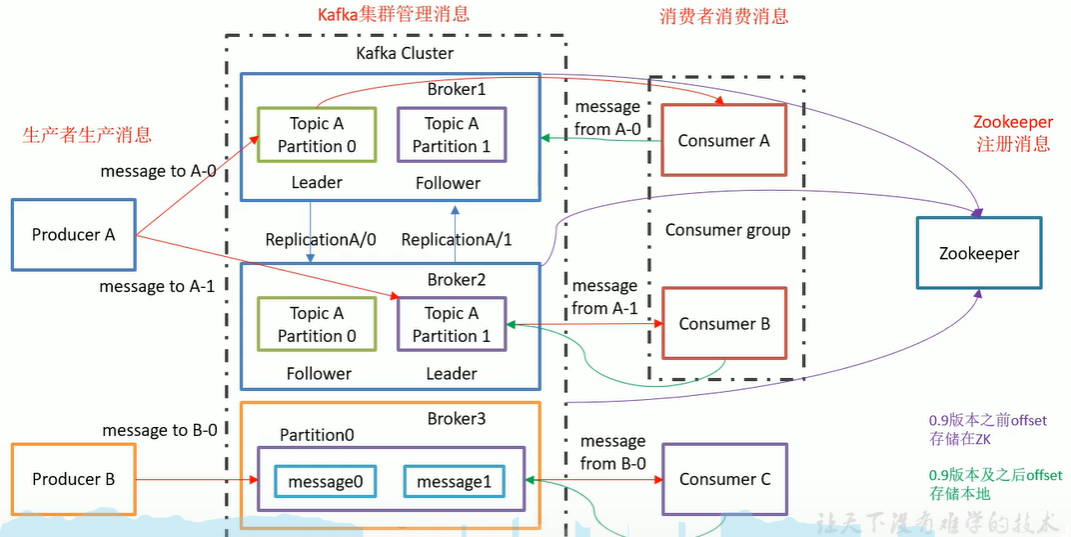 Kafka集群管理消息
消费者消费消息
Kafka Cluster
Broker1
Topic A
Partition 0
Topic A
Partition 1
Leader
Follower
message
from A-0
Consumer A
Zookeeper
注册消息
生产者生产消息
message to A-0
Producer A
message to A-1
ReplicationA/0
ReplicationA/1
Consumer group
Zookeeper
Broker2
Topic A
Partition 0
Topic A
Partition 1
Follower
Leader
message
from A-1
Consumer B
message to B-0
Producer B
Broker3
Partition0
message0
message1
message
from B-0
Consumer C
0.9版本之前offset
存储在ZK
0.9版本及之后offset
存储本地
让天下没有难学的技术